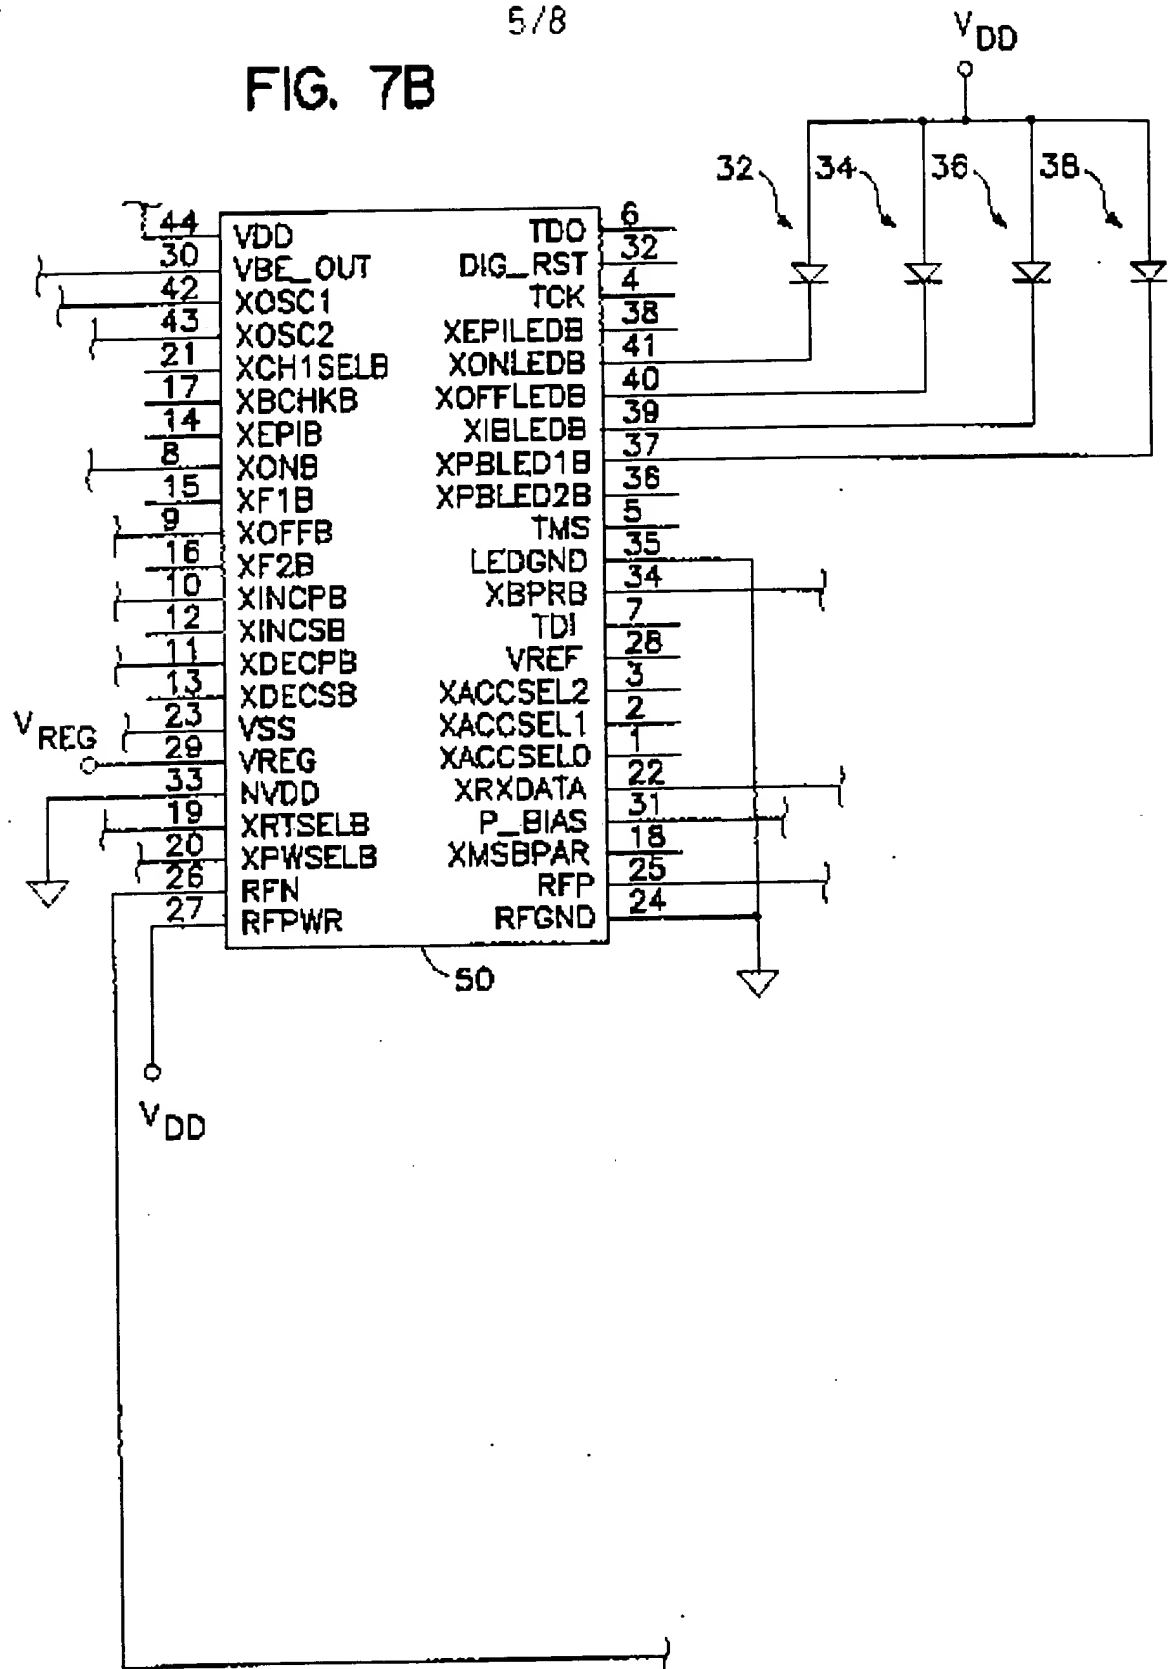 5/8
FIG. 7B
VDD
32 34 36 38
44 VDD TDO 6
30 VBE_OUT DIG_RST 32
42 XOSC1 TCK 4
43 XOSC2 XEPILEDB 38
21 XCH1SELB XONLEDB 41
17 XBCHKB XOFFLEDB 40
14 XEPIB XIBLEDB 39
8 XONB XPBLED1B 37
15 XF1B XPBLED2B 36
9 XOFFB TMS 5
16 XF2B LEDGND 35
10 XINCPB XBPRB 34
12 XINCSB TDI 7
11 XDECPB VREF 28
13 XDECSB XACCSEL2 3
23 VSS XACCSEL1 2
VREG
29 VREG XACCSEL0 1
33 NVDD XRXDATA 22
19 XRTSELB P_BIAS 31
20 XPWSELB XMSBPAR 18
26 RFN RFP 25
27 RFPWR RFGND 24
50
VDD